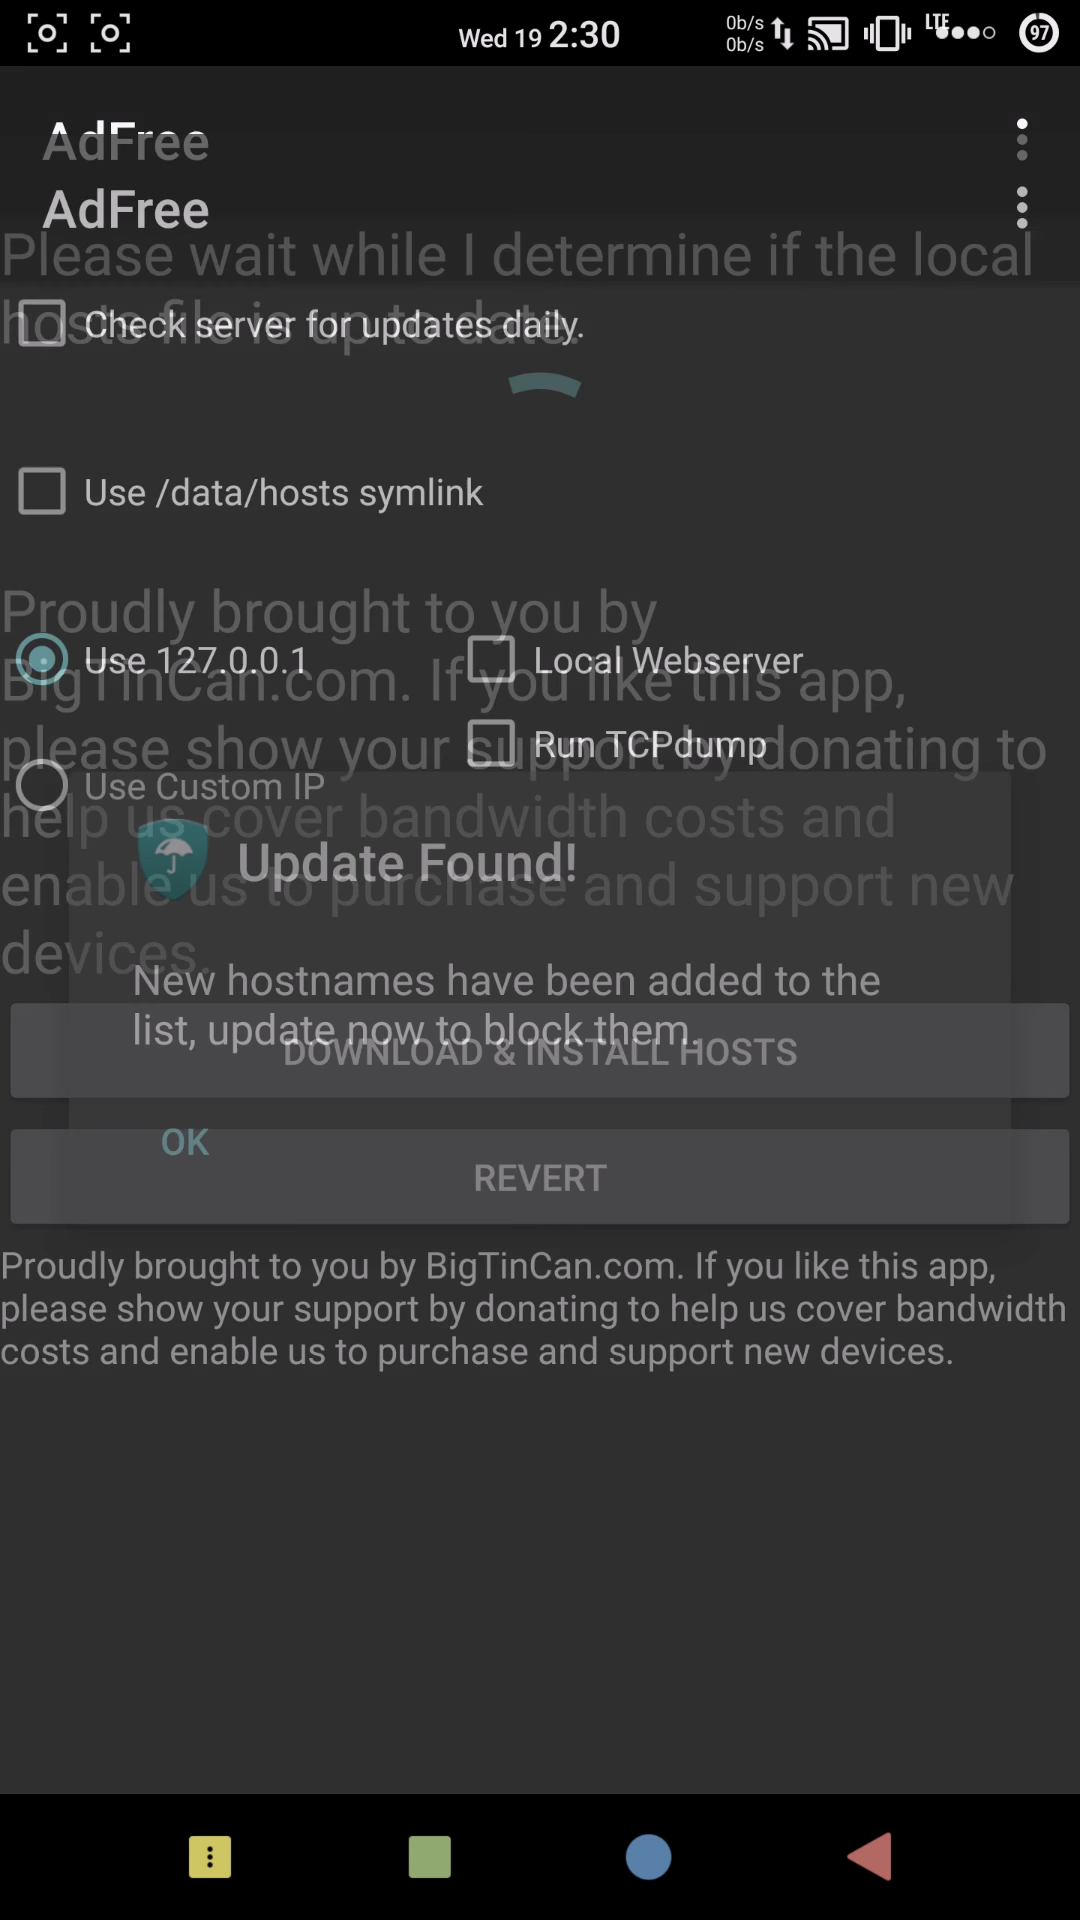 Wed 19 2:30
0b/s
0b/s
LTE
97
AdFree
AdFree
Please wait while I determine if the local
hosts file is up to date.
Check server for updates daily.
Use /data/hosts symlink
Proudly brought to you by
BigTinCan.com. If you like this app,
please show your support by donating to
help us cover bandwidth costs and
enable us to purchase and support new
devices.
Use 127.0.0.1
Local Webserver
Run TCPdump
Use Custom IP
Update Found!
New hostnames have been added to the
list, update now to block them.
OK
DOWNLOAD & INSTALL HOSTS
REVERT
Proudly brought to you by BigTinCan.com. If you like this app,
please show your support by donating to help us cover bandwidth
costs and enable us to purchase and support new devices.